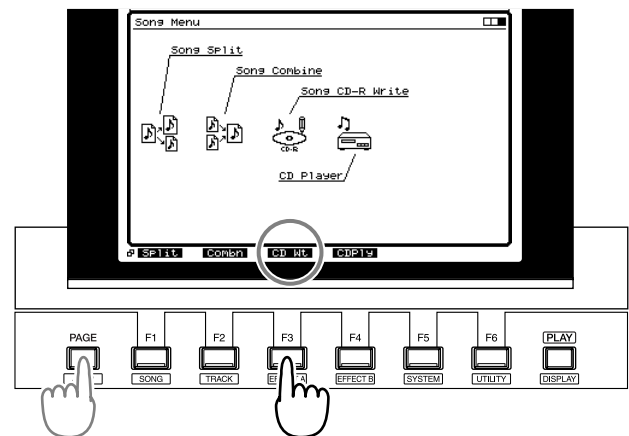 Song Menu
Song Split
Song Combine
Song CD-R Write
CD-R
CD Player
Split Combn CD Wt CDPly
PAGE F1 F2 F3 F4 F5 F6 PLAY
SONG TRACK EFFECT B SYSTEM UTILITY DISPLAY